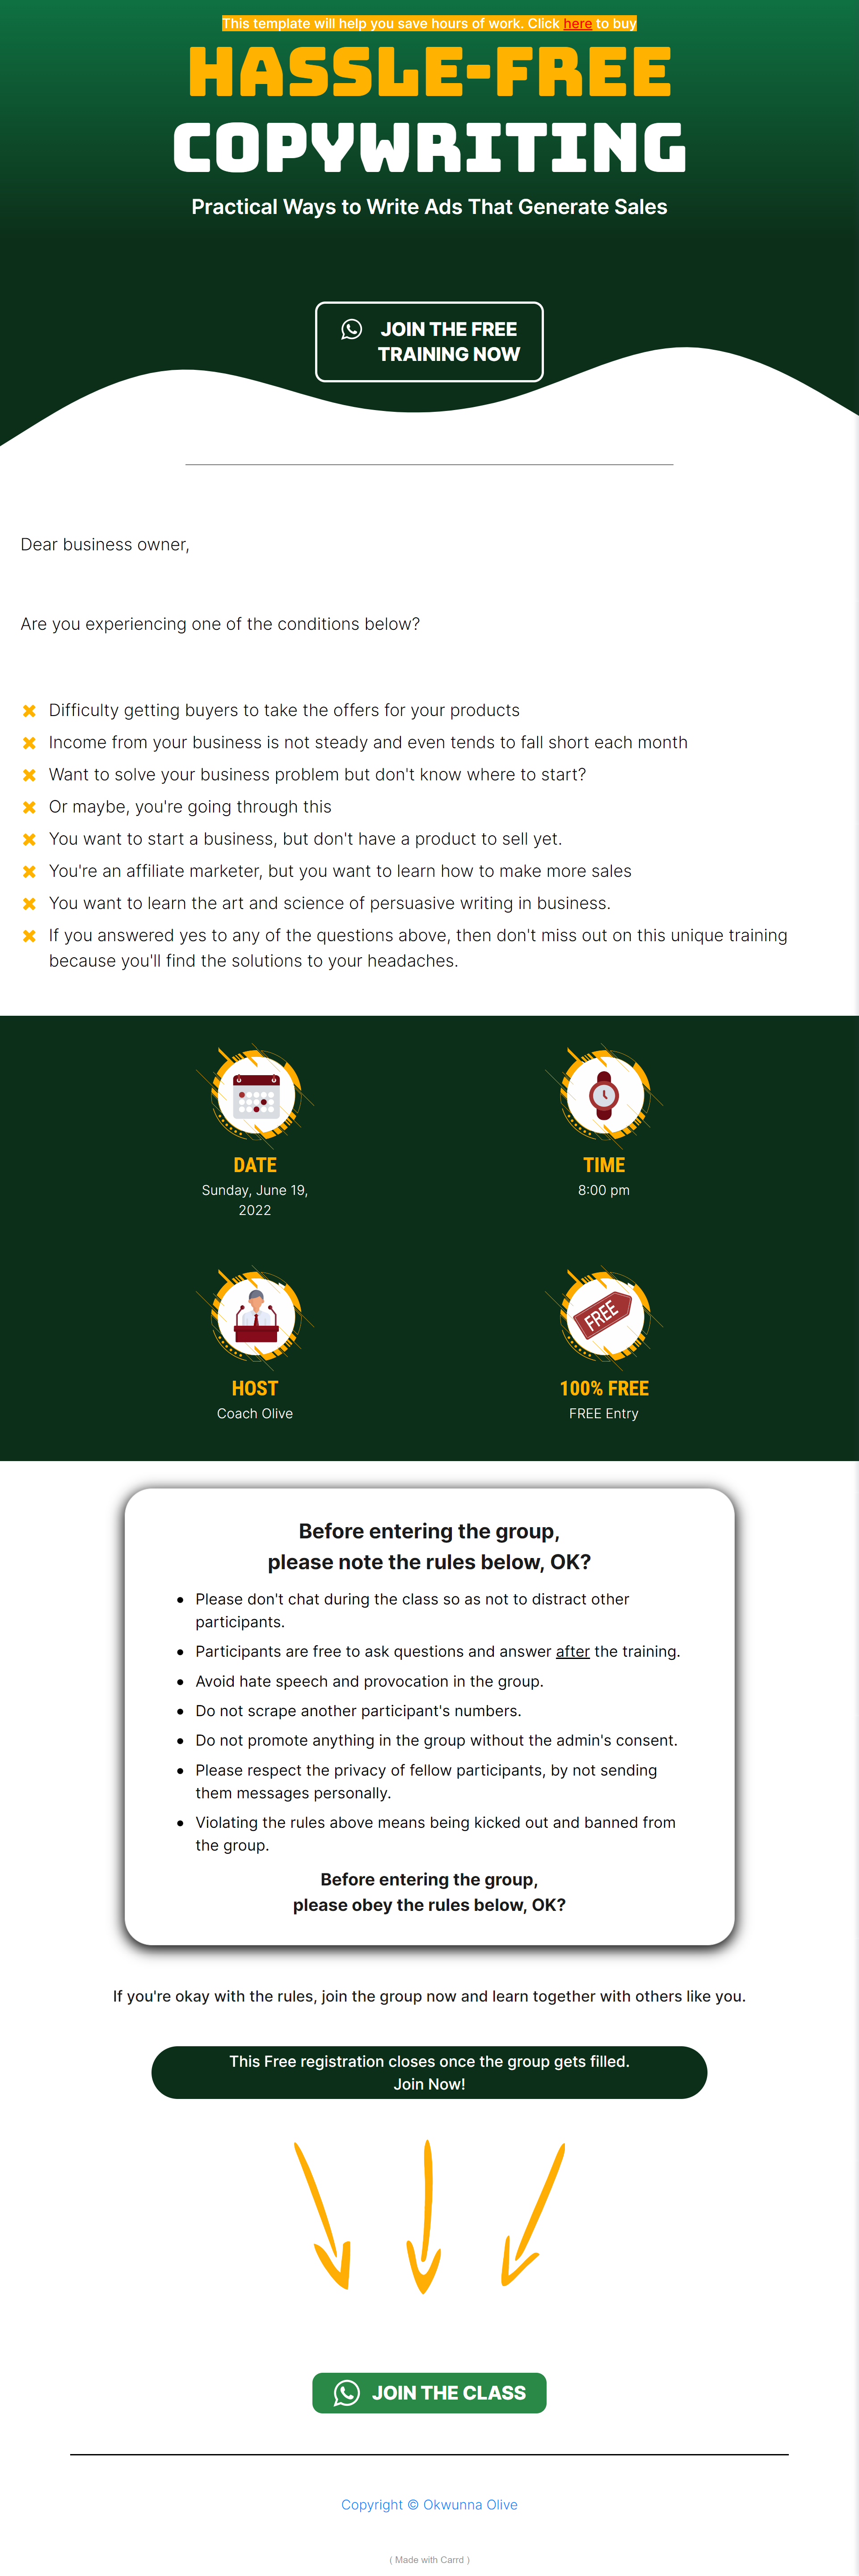 This template will help you save hours of work. Click here to buy
HASSLE-FREE
COPYWRITING
Practical Ways to Write Ads That Generate Sales
JOIN THE FREE
TRAINING NOW
Dear business owner,
Are you experiencing one of the conditions below?
Difficulty getting buyers to take the offers for your products
Income from your business is not steady and even tends to fall short each month
Want to solve your business problem but don't know where to start?
Or maybe, you're going through this
You want to start a business, but don't have a product to sell yet.
You're an affiliate marketer, but you want to learn how to make more sales
You want to learn the art and science of persuasive writing in business.
If you answered yes to any of the questions above, then don't miss out on this unique training
because you'll find the solutions to your headaches.
DATE
Sunday, June 19,
2022
TIME
8:00 pm
HOST
Coach Olive
FREE
100% FREE
FREE Entry
Before entering the group,
please note the rules below, OK?
• Please don't chat during the class so as not to distract other
participants.
• Participants are free to ask questions and answer after the training.
• Avoid hate speech and provocation in the group.
• Do not scrape another participant's numbers.
• Do not promote anything in the group without the admin's consent.
• Please respect the privacy of fellow participants, by not sending
them messages personally.
• Violating the rules above means being kicked out and banned from
the group.
Before entering the group,
please obey the rules below, OK?
If you're okay with the rules, join the group now and learn together with others like you.
This Free registration closes once the group gets filled.
Join Now!
JOIN THE CLASS
Copyright © Okwunna Olive
( Made with Carrd )